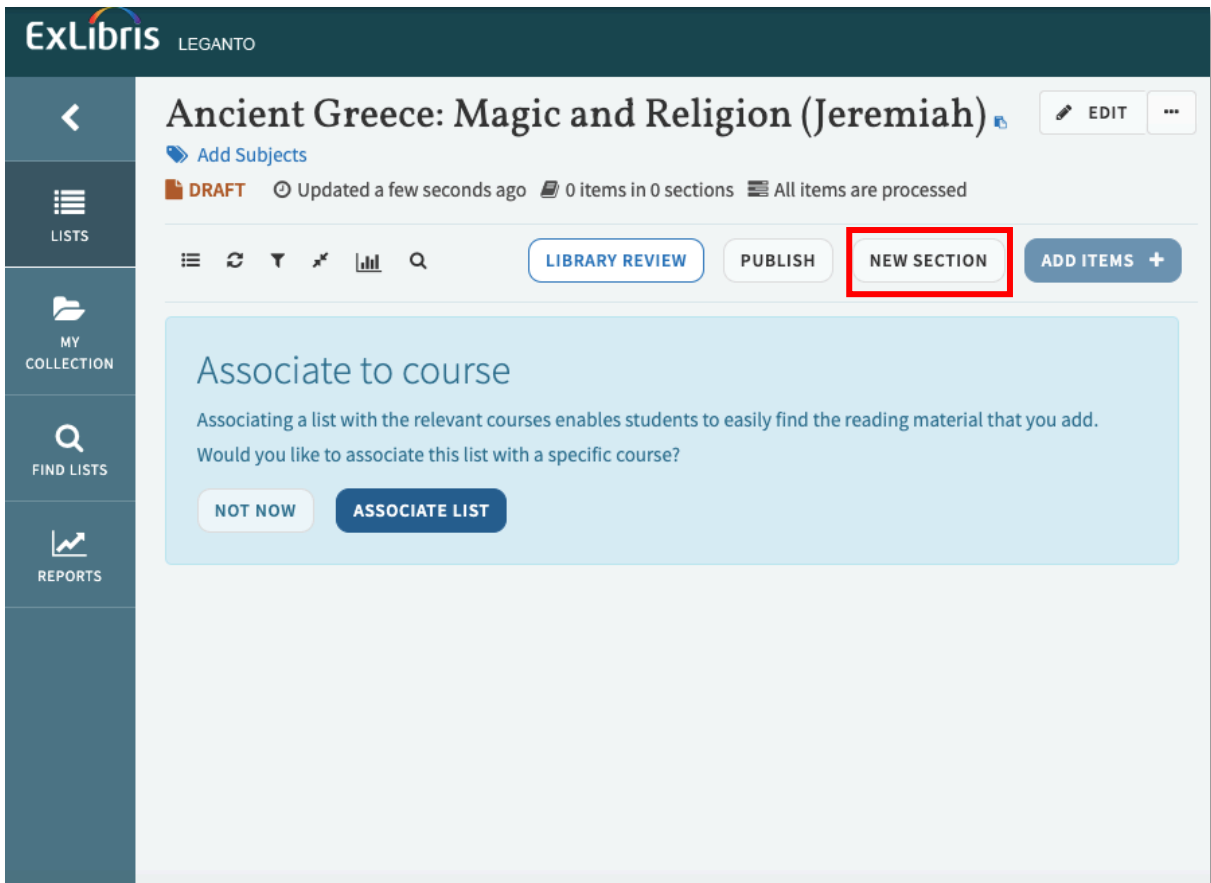 ExLibris LEGANTO
Ancient Greece: Magic and Religion (Jeremiah)
EDIT
Add Subjects
DRAFT Updated a few seconds ago 0 items in 0 sections All items are processed
LISTS
LIBRARY REVIEW PUBLISH NEW SECTION ADD ITEMS +
MY
COLLECTION
FIND LISTS
REPORTS
Associate to course
Associating a list with the relevant courses enables students to easily find the reading material that you add.
Would you like to associate this list with a specific course?
NOT NOW ASSOCIATE LIST